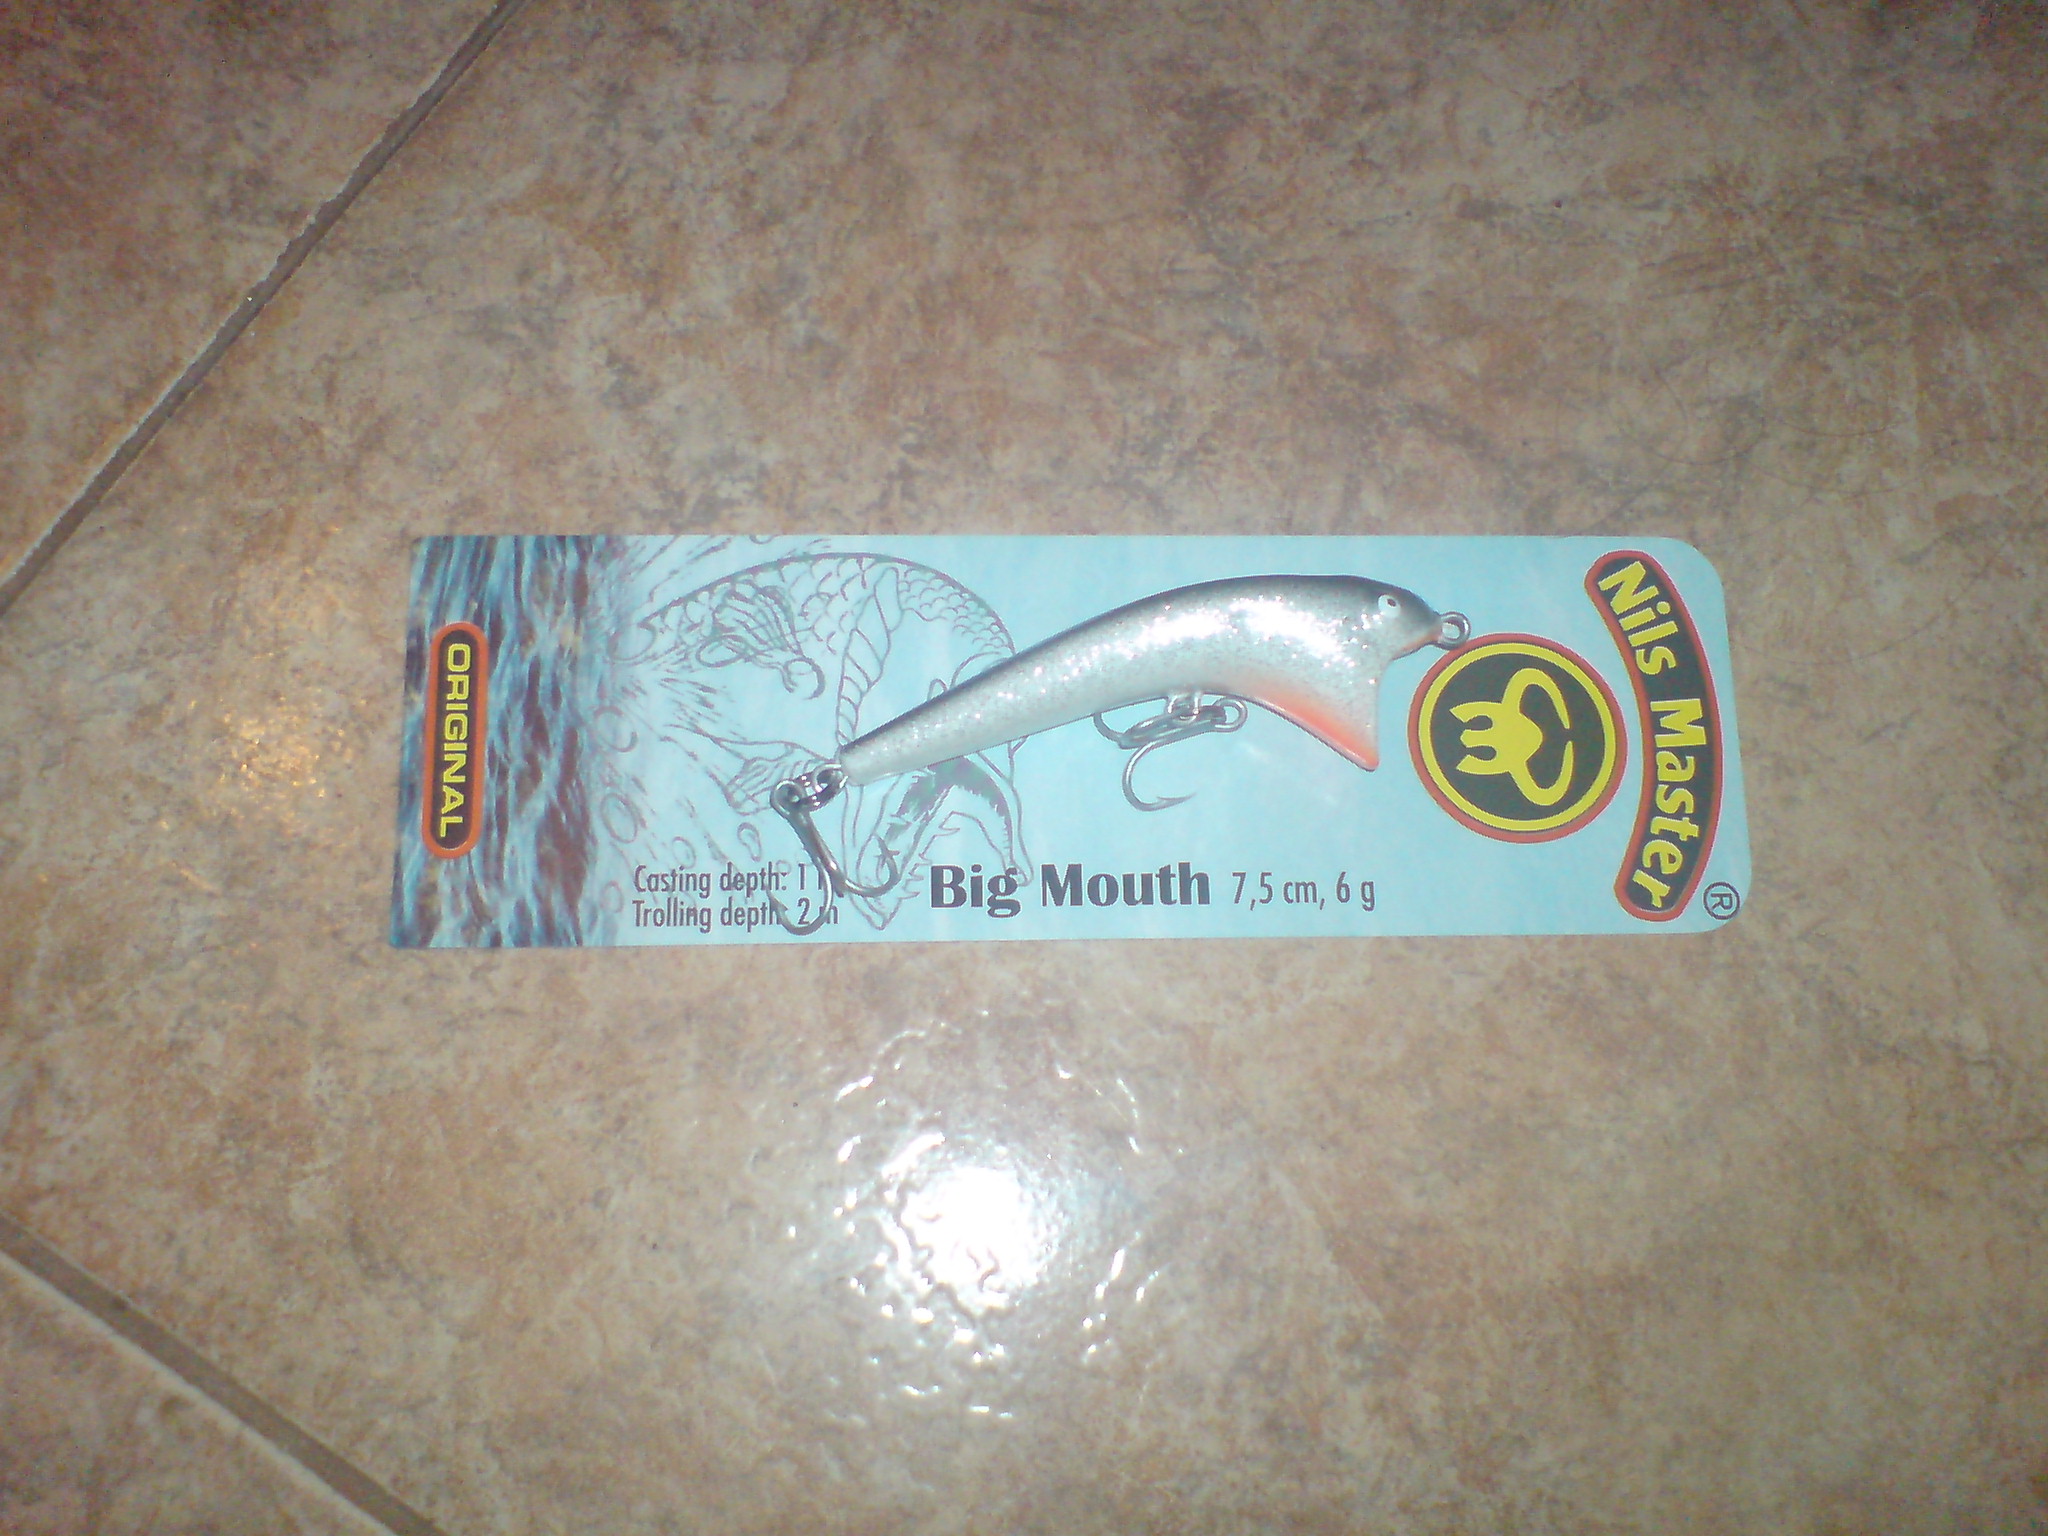 Nils Master
®
ORIGINAL
Casting depth: 1
Trolling depth: 2 m
Big Mouth 7,5 cm, 6 g